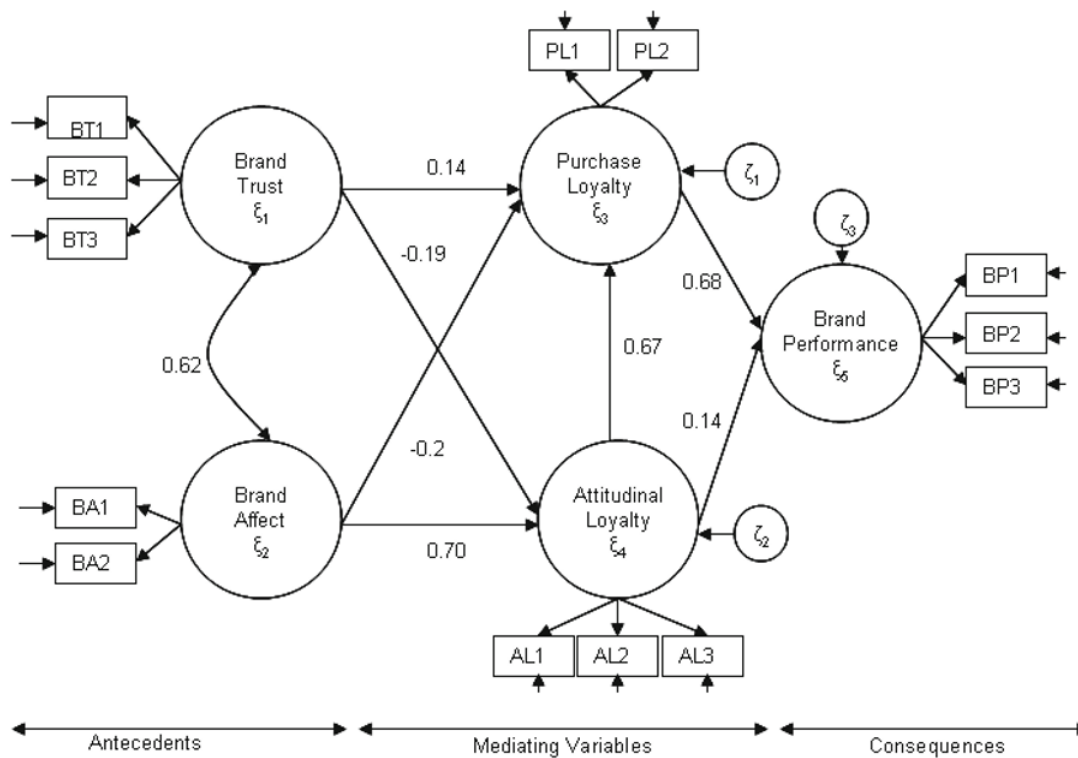 PL1
PL2
BT1
BT2
BT3
Brand
Trust
ξ1
0.14
Purchase
Loyalty
ξ3
ζ1
ζ3
-0.19
0.68
BP1
BP2
BP3
Brand
Performance
ξ5
0.62
0.67
0.14
-0.2
BA1
BA2
Brand
Affect
ξ2
0.70
Attitudinal
Loyalty
ξ4
ζ2
AL1
AL2
AL3
Antecedents
Mediating Variables
Consequences